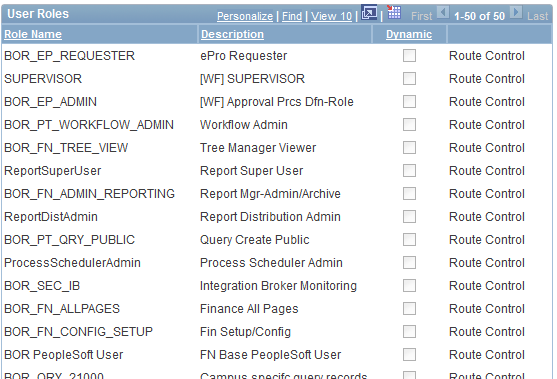 User Roles Personalize | Find | View 10 | | First 1-50 of 50 Last
Role Name Description Dynamic
BOR_EP_REQUESTER ePro Requester Route Control
SUPERVISOR [WF] SUPERVISOR Route Control
BOR_EP_ADMIN [WF] Approval Prcs Dfn-Role Route Control
BOR_PT_WORKFLOW_ADMIN Workflow Admin Route Control
BOR_FN_TREE_VIEW Tree Manager Viewer Route Control
ReportSuperUser Report Super User Route Control
BOR_FN_ADMIN_REPORTING Report Mgr-Admin/Archive Route Control
ReportDistAdmin Report Distribution Admin Route Control
BOR_PT_QRY_PUBLIC Query Create Public Route Control
ProcessSchedulerAdmin Process Scheduler Admin Route Control
BOR_SEC_IB Integration Broker Monitoring Route Control
BOR_FN_ALLPAGES Finance All Pages Route Control
BOR_FN_CONFIG_SETUP Fin Setup/Config Route Control
BOR PeopleSoft User FN Base PeopleSoft User Route Control
BOR_QRY_21000 Campus specifc query records Route Control